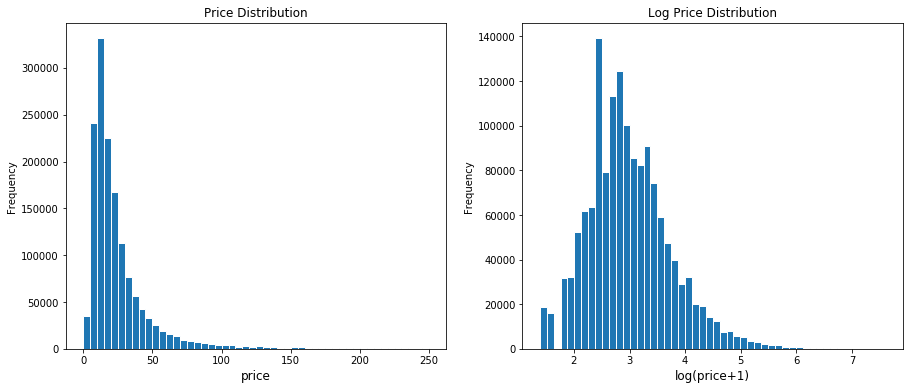 Price Distribution
Frequency
300000
250000
200000
150000
100000
50000
0
0 50 100 150 200 250
price
Log Price Distribution
Frequency
140000
120000
100000
80000
60000
40000
20000
0
2 3 4 5 6 7
log(price+1)